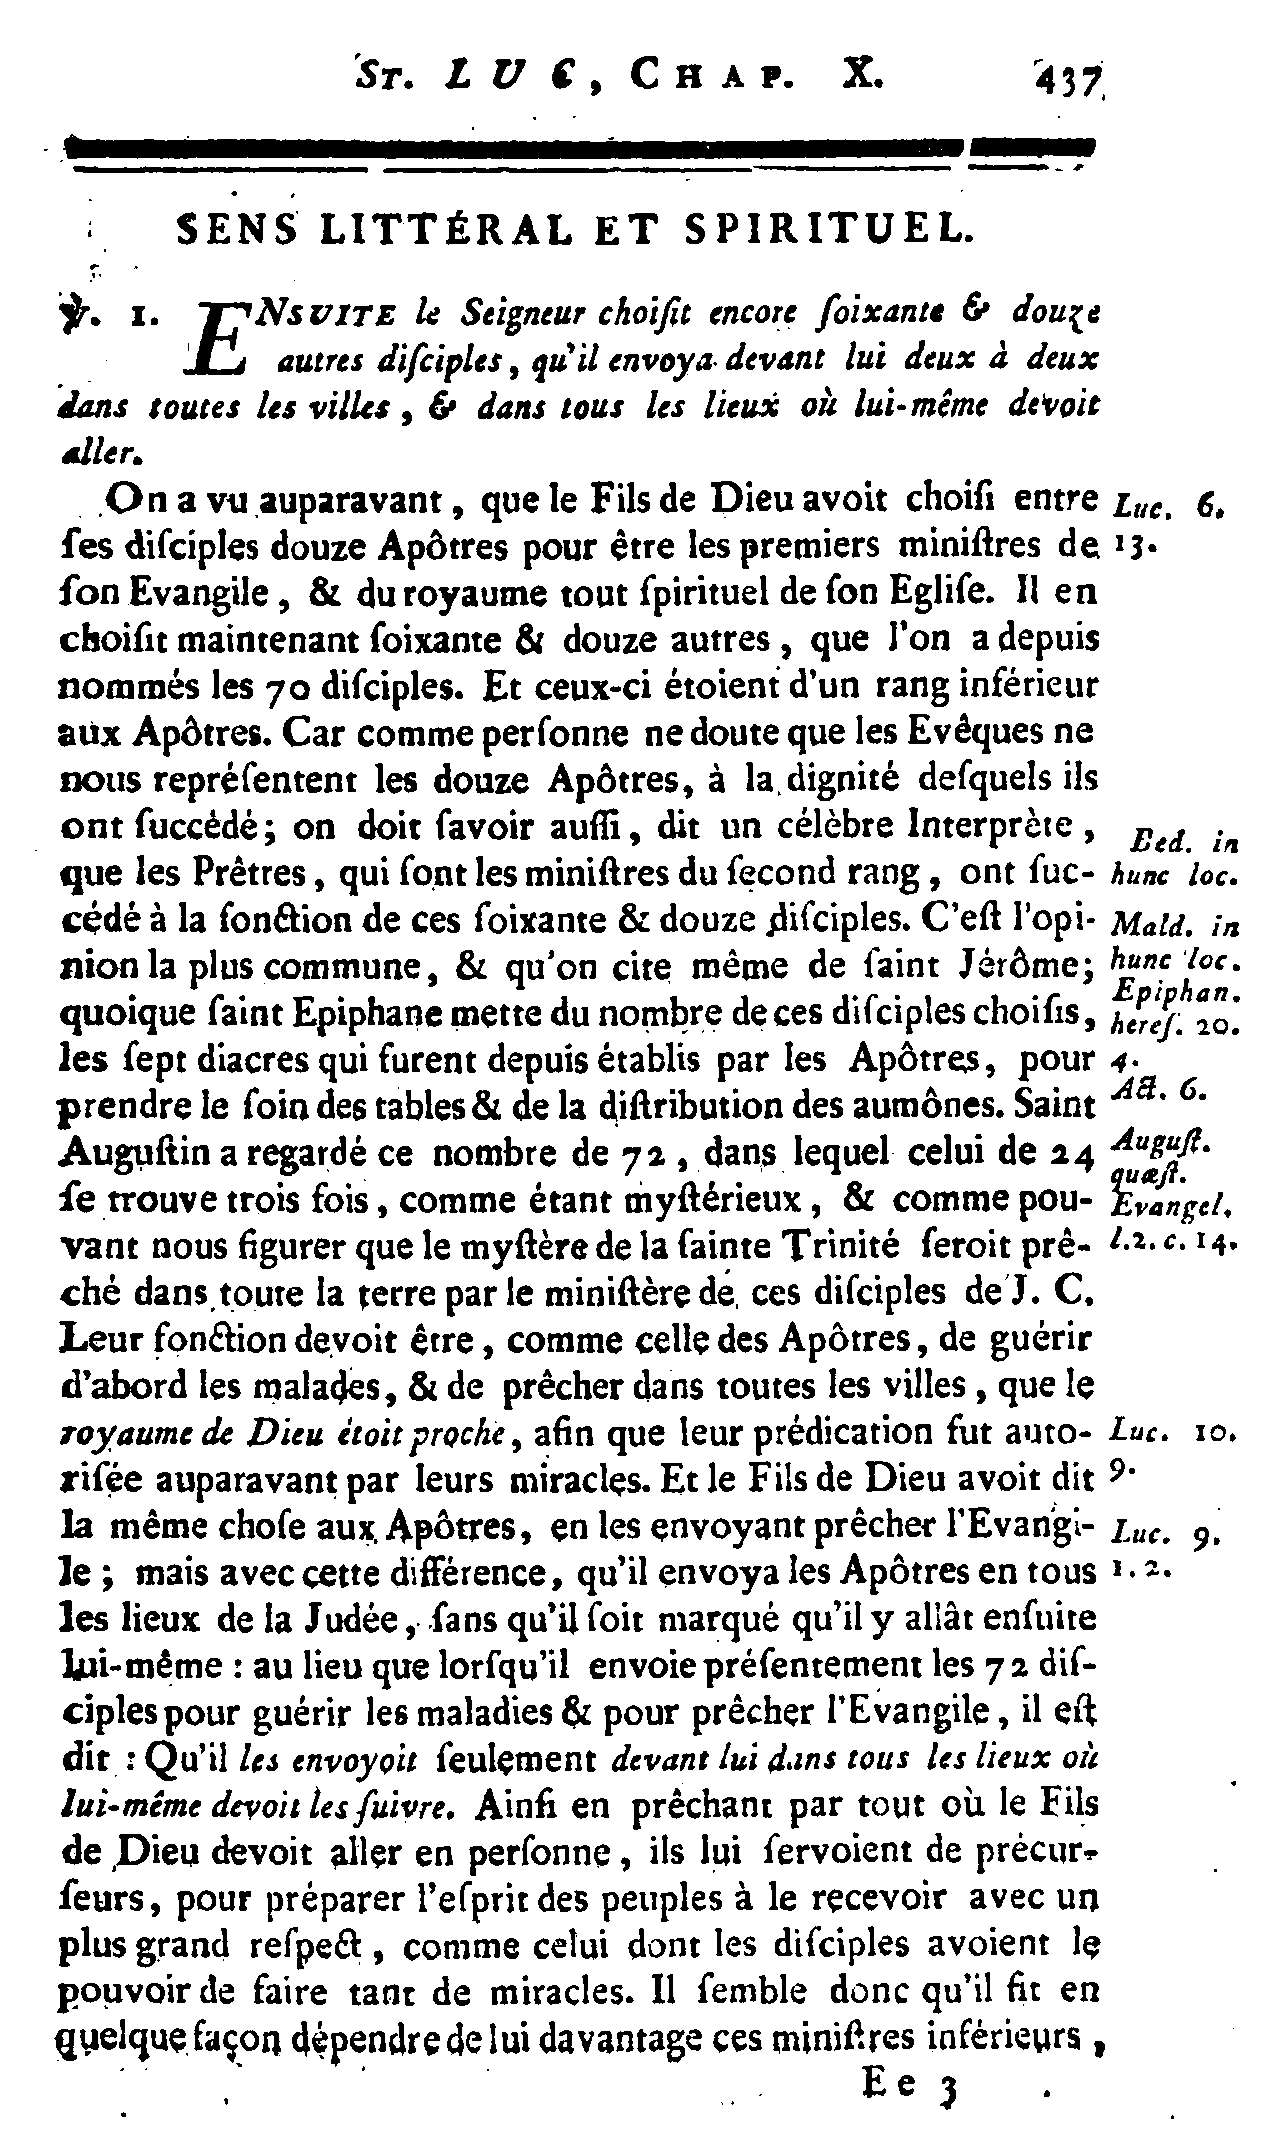 St. LUC, Chap. X. 437
SENS LITTÉRAL ET SPIRITUEL.
℣. 1. ENSUITE le Seigneur choiſit encore ſoixante & douze
autres diſciples, qu'il envoya devant lui deux à deux
dans toutes les villes, & dans tous les lieux où lui-même devoit
aller.
On a vu auparavant, que le Fils de Dieu avoit choiſi entre Luc. 6.
ſes diſciples douze Apôtres pour être les premiers miniſtres de 13.
ſon Evangile, & du royaume tout ſpirituel de ſon Egliſe. Il en
choiſit maintenant ſoixante & douze autres, que l'on a depuis
nommés les 70 diſciples. Et ceux-ci étoient d'un rang inférieur
aux Apôtres. Car comme perſonne ne doute que les Evêques ne
nous repréſentent les douze Apôtres, à la dignité deſquels ils
ont ſuccédé; on doit ſavoir auſſi, dit un célèbre Interprète, Bed. in
que les Prêtres, qui ſont les miniſtres du ſecond rang, ont ſuc- hunc loc.
cédé à la fonction de ces ſoixante & douze diſciples. C'eſt l'opi- Mald. in
nion la plus commune, & qu'on cite même de ſaint Jérôme; hunc loc.
quoique ſaint Epiphane mette du nombre de ces diſciples choiſis, Epiphan. hereſ. 20.
les ſept diacres qui furent depuis établis par les Apôtres, pour 4.
prendre le ſoin des tables & de la diſtribution des aumônes. Saint Act. 6.
Auguſtin a regardé ce nombre de 72, dans lequel celui de 24 Auguſt. quæſt.
ſe trouve trois fois, comme étant myſtérieux, & comme pou- Evangel.
vant nous figurer que le myſtère de la ſainte Trinité ſeroit prê- l. 2. c. 14.
ché dans toute la terre par le miniſtère de ces diſciples de J. C.
Leur fonction devoit être, comme celle des Apôtres, de guérir
d'abord les malades, & de prêcher dans toutes les villes, que le
royaume de Dieu étoit proche, afin que leur prédication fut auto- Luc. 10.
riſée auparavant par leurs miracles. Et le Fils de Dieu avoit dit 9.
la même choſe aux Apôtres, en les envoyant prêcher l'Evangi- Luc. 9.
le; mais avec cette différence, qu'il envoya les Apôtres en tous 1. 2.
les lieux de la Judée, ſans qu'il ſoit marqué qu'il y allât enſuite
lui-même: au lieu que lorſqu'il envoie préſentement les 72 diſ-
ciples pour guérir les maladies & pour prêcher l'Evangile, il eſt
dit: Qu'il les envoyoit ſeulement devant lui dans tous les lieux où
lui-même devoit les ſuivre. Ainſi en prêchant par tout où le Fils
de Dieu devoit aller en perſonne, ils lui ſervoient de précur-
ſeurs, pour préparer l'eſprit des peuples à le recevoir avec un
plus grand reſpect, comme celui dont les diſciples avoient le
pouvoir de faire tant de miracles. Il ſemble donc qu'il fit en
quelque façon dépendre de lui davantage ces miniſtres inférieurs,
Ee 3